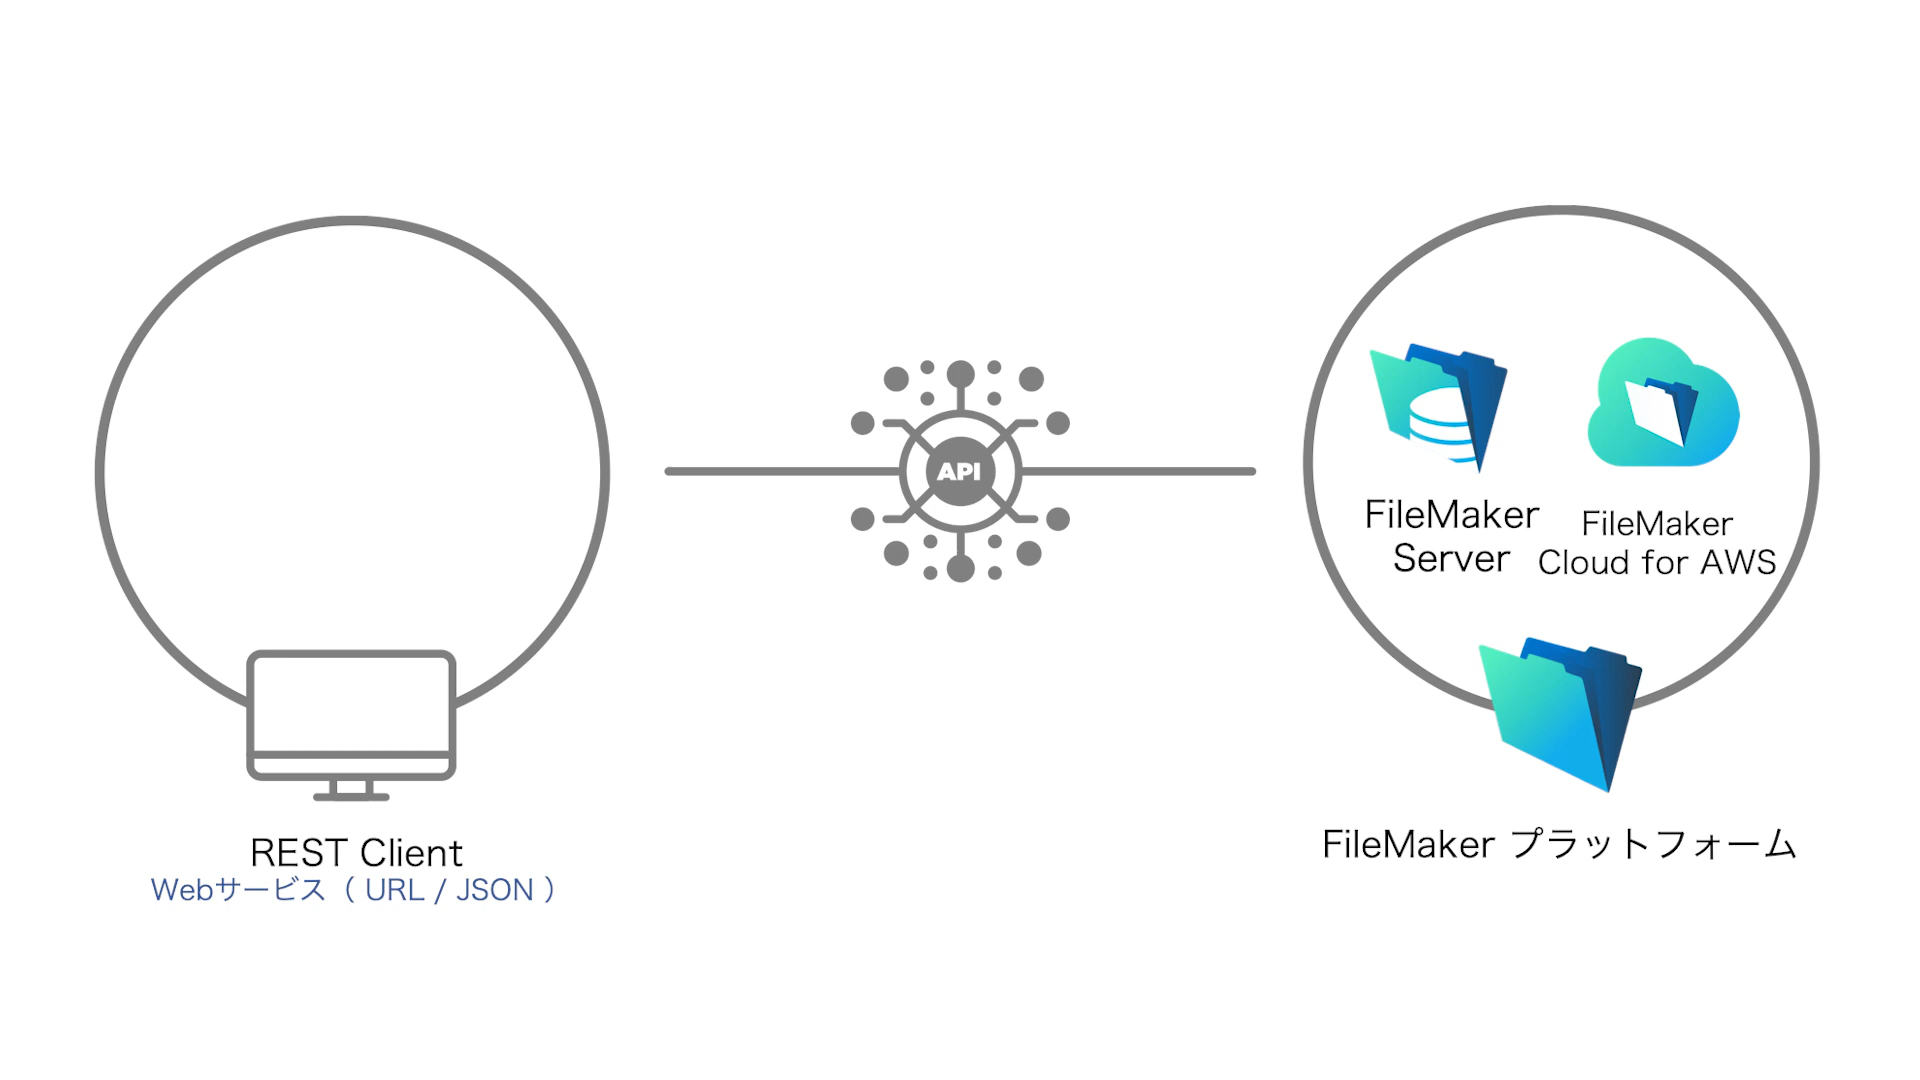 API
FileMaker
Server
FileMaker
Cloud for AWS
REST Client
Webサービス（ URL / JSON ）
FileMaker プラットフォーム